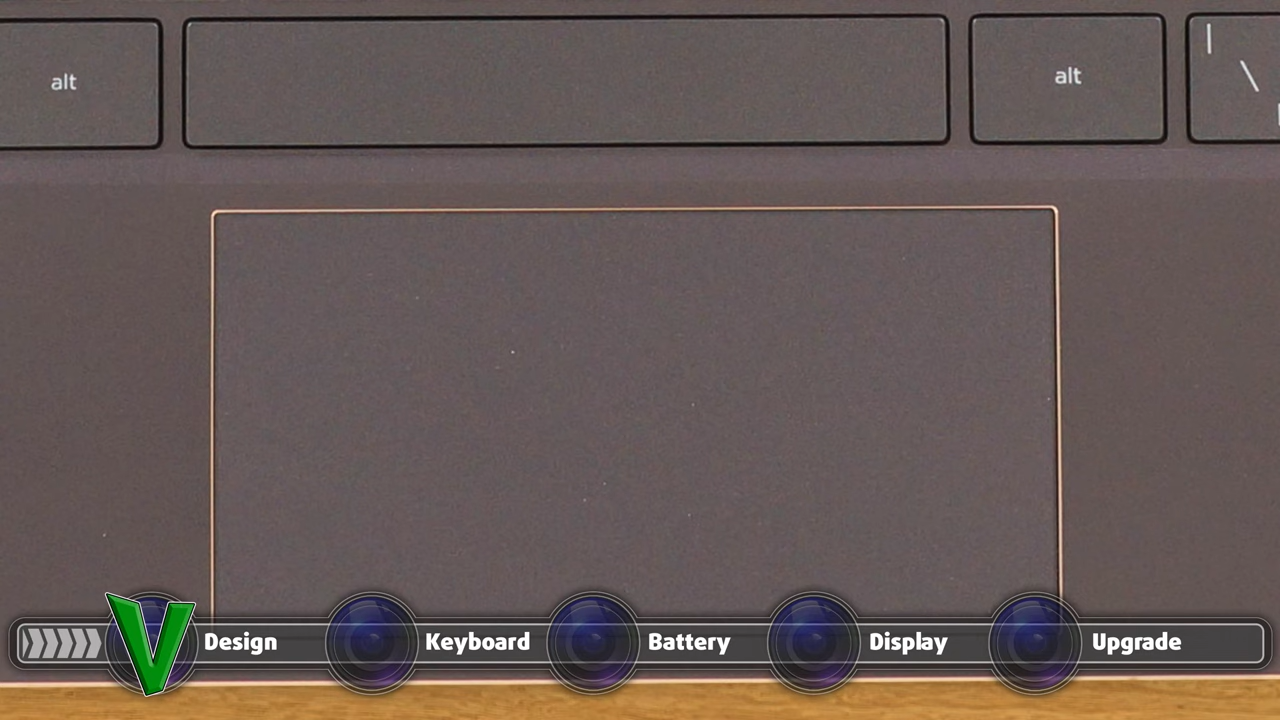 alt
alt
|
\
V
Design
Keyboard
Battery
Display
Upgrade